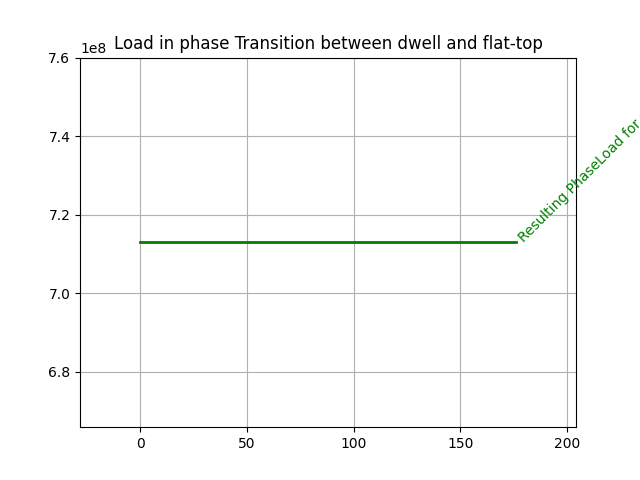 Load in phase Transition between dwell and flat-top
1e8
7.6
7.4
7.2
7.0
6.8
Resulting PhaseLoad for
0 50 100 150 200